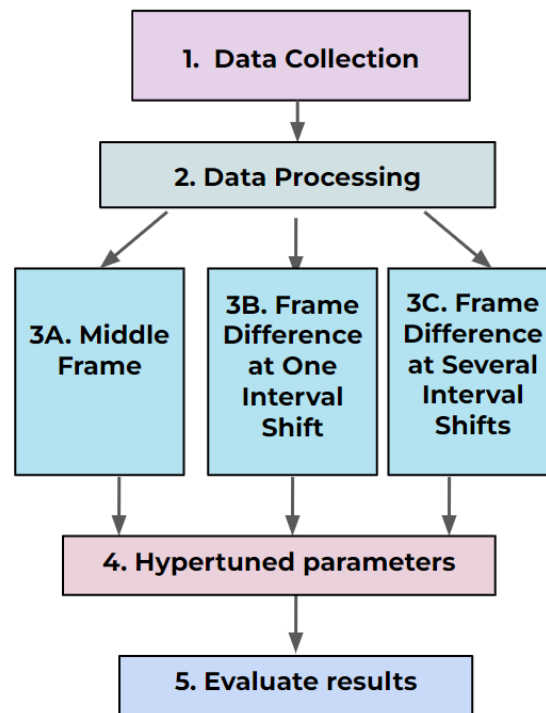 1. Data Collection
2. Data Processing
3A. Middle
Frame
3B. Frame
Difference
at One
Interval
Shift
3C. Frame
Difference
at Several
Interval
Shifts
4. Hypertuned parameters
5. Evaluate results